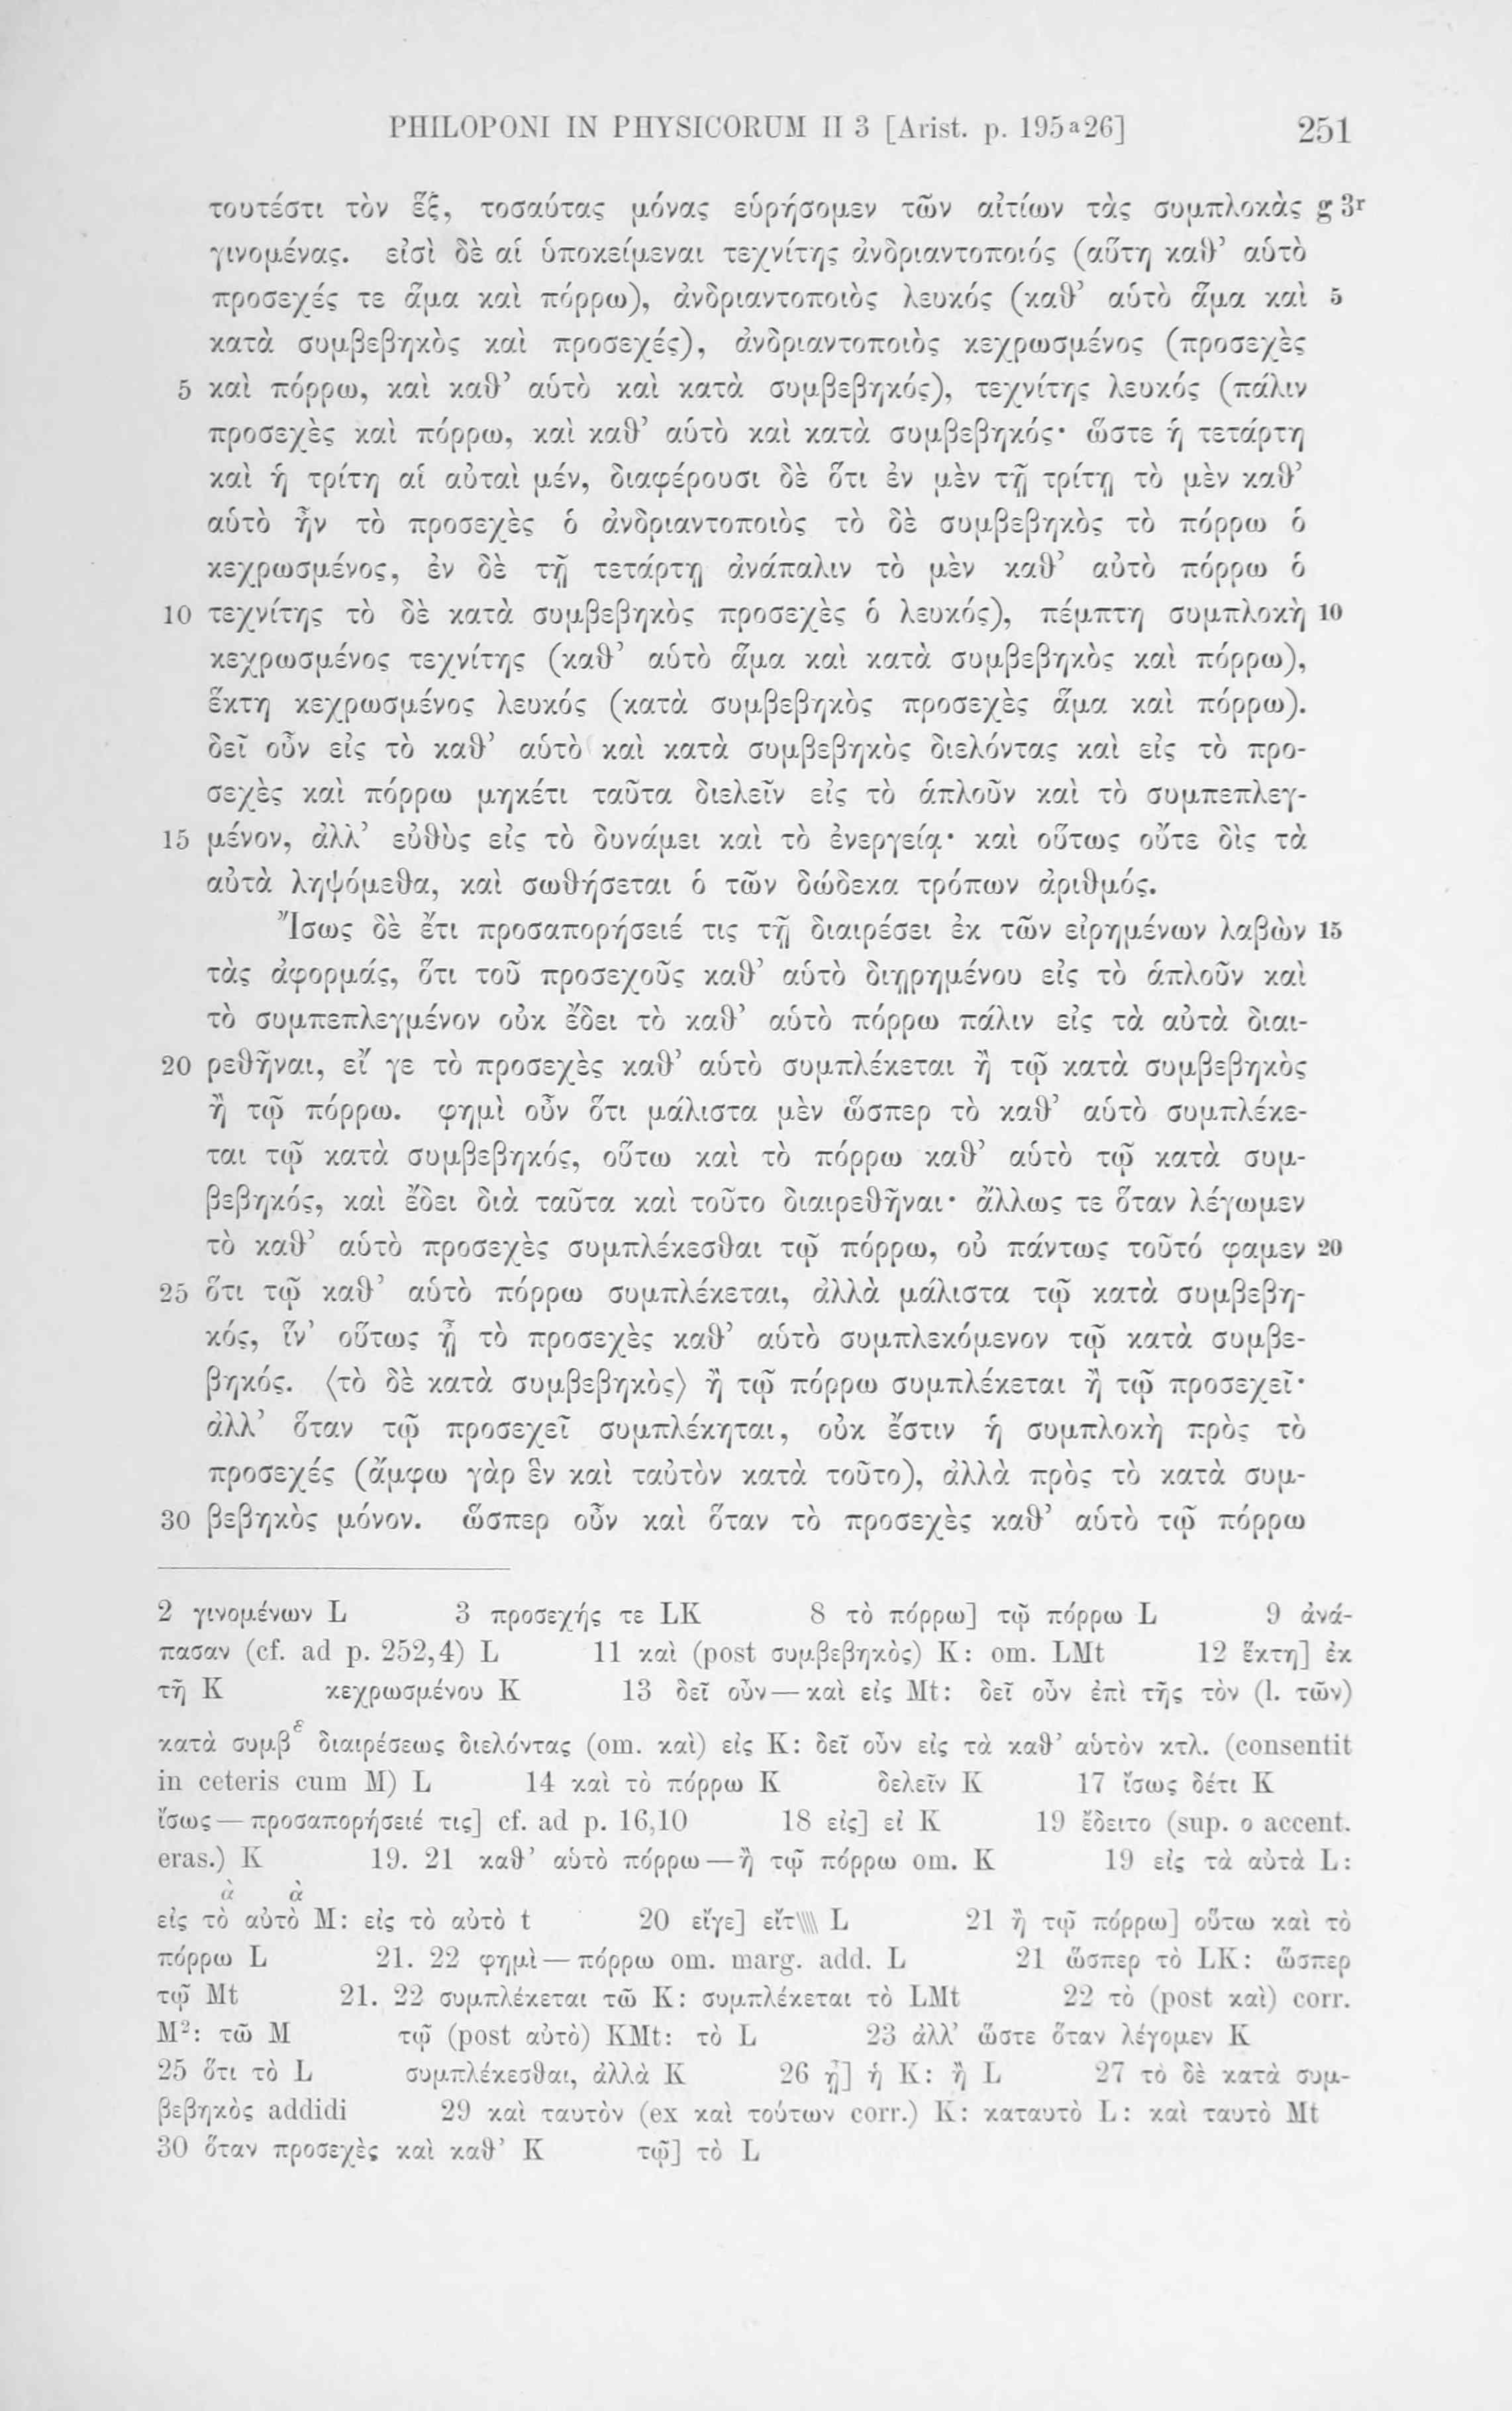 PHILOPONI IN PHYSICORUM II 3 [Arist. p. 195ᵃ26] 251
τουτέστι τὸν ἕξ, τοσαύτας μόνας εὑρήσομεν τῶν αἰτίων τὰς συμπλοκὰς g 3ʳ
γινομένας. εἰσὶ δὲ αἱ ὑποκείμεναι τεχνίτης ἀνδριαντοποιός (αὕτη καθ’ αὑτὸ
προσεχές τε ἅμα καὶ πόρρω), ἀνδριαντοποιὸς λευκός (καθ’ αὑτὸ ἅμα καὶ 5
κατὰ συμβεβηκὸς καὶ προσεχές), ἀνδριαντοποιὸς κεχρωσμένος (προσεχὲς
5 καὶ πόρρω, καὶ καθ’ αὑτὸ καὶ κατὰ συμβεβηκός), τεχνίτης λευκός (πάλιν
προσεχὲς καὶ πόρρω, καὶ καθ’ αὑτὸ καὶ κατὰ συμβεβηκός· ὥστε ἡ τετάρτη
καὶ ἡ τρίτη αἱ αὐταὶ μέν, διαφέρουσι δὲ ὅτι ἐν μὲν τῇ τρίτῃ τὸ μὲν καθ’
αὑτὸ ἦν τὸ προσεχὲς ὁ ἀνδριαντοποιὸς τὸ δὲ συμβεβηκὸς τὸ πόρρω ὁ
κεχρωσμένος, ἐν δὲ τῇ τετάρτῃ ἀνάπαλιν τὸ μὲν καθ’ αὑτὸ πόρρω ὁ
10 τεχνίτης τὸ δὲ κατὰ συμβεβηκὸς προσεχὲς ὁ λευκός), πέμπτη συμπλοκὴ 10
κεχρωσμένος τεχνίτης (καθ’ αὑτὸ ἅμα καὶ κατὰ συμβεβηκὸς καὶ πόρρω),
ἕκτη κεχρωσμένος λευκός (κατὰ συμβεβηκὸς προσεχὲς ἅμα καὶ πόρρω).
δεῖ οὖν εἰς τὸ καθ’ αὑτὸ καὶ κατὰ συμβεβηκὸς διελόντας καὶ εἰς τὸ προ-
σεχὲς καὶ πόρρω μηκέτι ταῦτα διελεῖν εἰς τὸ ἁπλοῦν καὶ τὸ συμπεπλεγ-
15 μένον, ἀλλ’ εὐθὺς εἰς τὸ δυνάμει καὶ τὸ ἐνεργείᾳ· καὶ οὕτως οὔτε δὶς τὰ
αὐτὰ ληψόμεθα, καὶ σωθήσεται ὁ τῶν δώδεκα τρόπων ἀριθμός.
Ἴσως δὲ ἔτι προσαπορήσειέ τις τῇ διαιρέσει ἐκ τῶν εἰρημένων λαβὼν 15
τὰς ἀφορμάς, ὅτι τοῦ προσεχοῦς καθ’ αὑτὸ διῃρημένου εἰς τὸ ἁπλοῦν καὶ
τὸ συμπεπλεγμένον οὐκ ἔδει τὸ καθ’ αὑτὸ πόρρω πάλιν εἰς τὰ αὐτὰ διαι-
20 ρεθῆναι, εἴ γε τὸ προσεχὲς καθ’ αὑτὸ συμπλέκεται ἢ τῷ κατὰ συμβεβηκὸς
ἢ τῷ πόρρω. φημὶ οὖν ὅτι μάλιστα μὲν ὥσπερ τὸ καθ’ αὑτὸ συμπλέκε-
ται τῷ κατὰ συμβεβηκός, οὕτω καὶ τὸ πόρρω καθ’ αὑτὸ τῷ κατὰ συμ-
βεβηκός, καὶ ἔδει διὰ ταῦτα καὶ τοῦτο διαιρεθῆναι· ἄλλως τε ὅταν λέγωμεν
τὸ καθ’ αὑτὸ προσεχὲς συμπλέκεσθαι τῷ πόρρω, οὐ πάντως τοῦτό φαμεν 20
25 ὅτι τῷ καθ’ αὑτὸ πόρρω συμπλέκεται, ἀλλὰ μάλιστα τῷ κατὰ συμβεβη-
κός, ἵν’ οὕτως ᾖ τὸ προσεχὲς καθ’ αὑτὸ συμπλεκόμενον τῷ κατὰ συμβε-
βηκός. ⟨τὸ δὲ κατὰ συμβεβηκὸς⟩ ἢ τῷ πόρρω συμπλέκεται ἢ τῷ προσεχεῖ·
ἀλλ’ ὅταν τῷ προσεχεῖ συμπλέκηται, οὐκ ἔστιν ἡ συμπλοκὴ πρὸς τὸ
προσεχές (ἄμφω γὰρ ἓν καὶ ταὐτὸν κατὰ τοῦτο), ἀλλὰ πρὸς τὸ κατὰ συμ-
30 βεβηκὸς μόνον. ὥσπερ οὖν καὶ ὅταν τὸ προσεχὲς καθ’ αὑτὸ τῷ πόρρω
2 γινομένων L 3 προσεχής τε LK 8 τὸ πόρρω] τῷ πόρρω L 9 ἀνά-
πασαν (cf. ad p. 252,4) L 11 καὶ (post συμβεβηκὸς) K: om. LMt 12 ἕκτη] ἐκ
τῆ K κεχρωσμένου K 13 δεῖ οὖν—καὶ εἰς Mt: δεῖ οὖν ἐπὶ τῆς τὸν (l. τῶν)
κατὰ συμβ^ε διαιρέσεως διελόντας (om. καὶ) εἰς K: δεῖ οὖν εἰς τὰ καθ’ αὑτὸν κτλ. (consentit
in ceteris cum M) L 14 καὶ τὸ πόρρω K δελεῖν K 17 ἴσως δέτι K
ἴσως—προσαπορήσειέ τις] cf. ad p. 16,10 18 εἰς] εἰ K 19 ἔδειτο (sup. o accent.
eras.) K 19. 21 καθ’ αὑτὸ πόρρω—ἢ τῷ πόρρω om. K 19 εἰς τὰ αὐτὰ L:
ὰ ὰ
εἰς τὸ αὐτὸ M: εἰς τὸ αὐτὸ t 20 εἴγε] εἴτ\\\\ L 21 ἢ τῷ πόρρω] οὕτω καὶ τὸ
πόρρω L 21. 22 φημὶ—πόρρω om. marg. add. L 21 ὥσπερ τὸ LK: ὥσπερ
τῷ Mt 21. 22 συμπλέκεται τῶ K: συμπλέκεται τὸ LMt 22 τὸ (post καὶ) corr.
M²: τῶ M τῷ (post αὑτὸ) KMt: τὸ L 23 ἀλλ’ ὥστε ὅταν λέγομεν K
25 ὅτι τὸ L συμπλέκεσθαι, ἀλλὰ K 26 ᾖ] ἡ K: ἢ L 27 τὸ δὲ κατὰ συμ-
βεβηκὸς addidi 29 καὶ ταυτὸν (ex καὶ τούτων corr.) K: καταυτὸ L: καὶ ταυτὸ Mt
30 ὅταν προσεχὲς καὶ καθ’ K τῷ] τὸ L